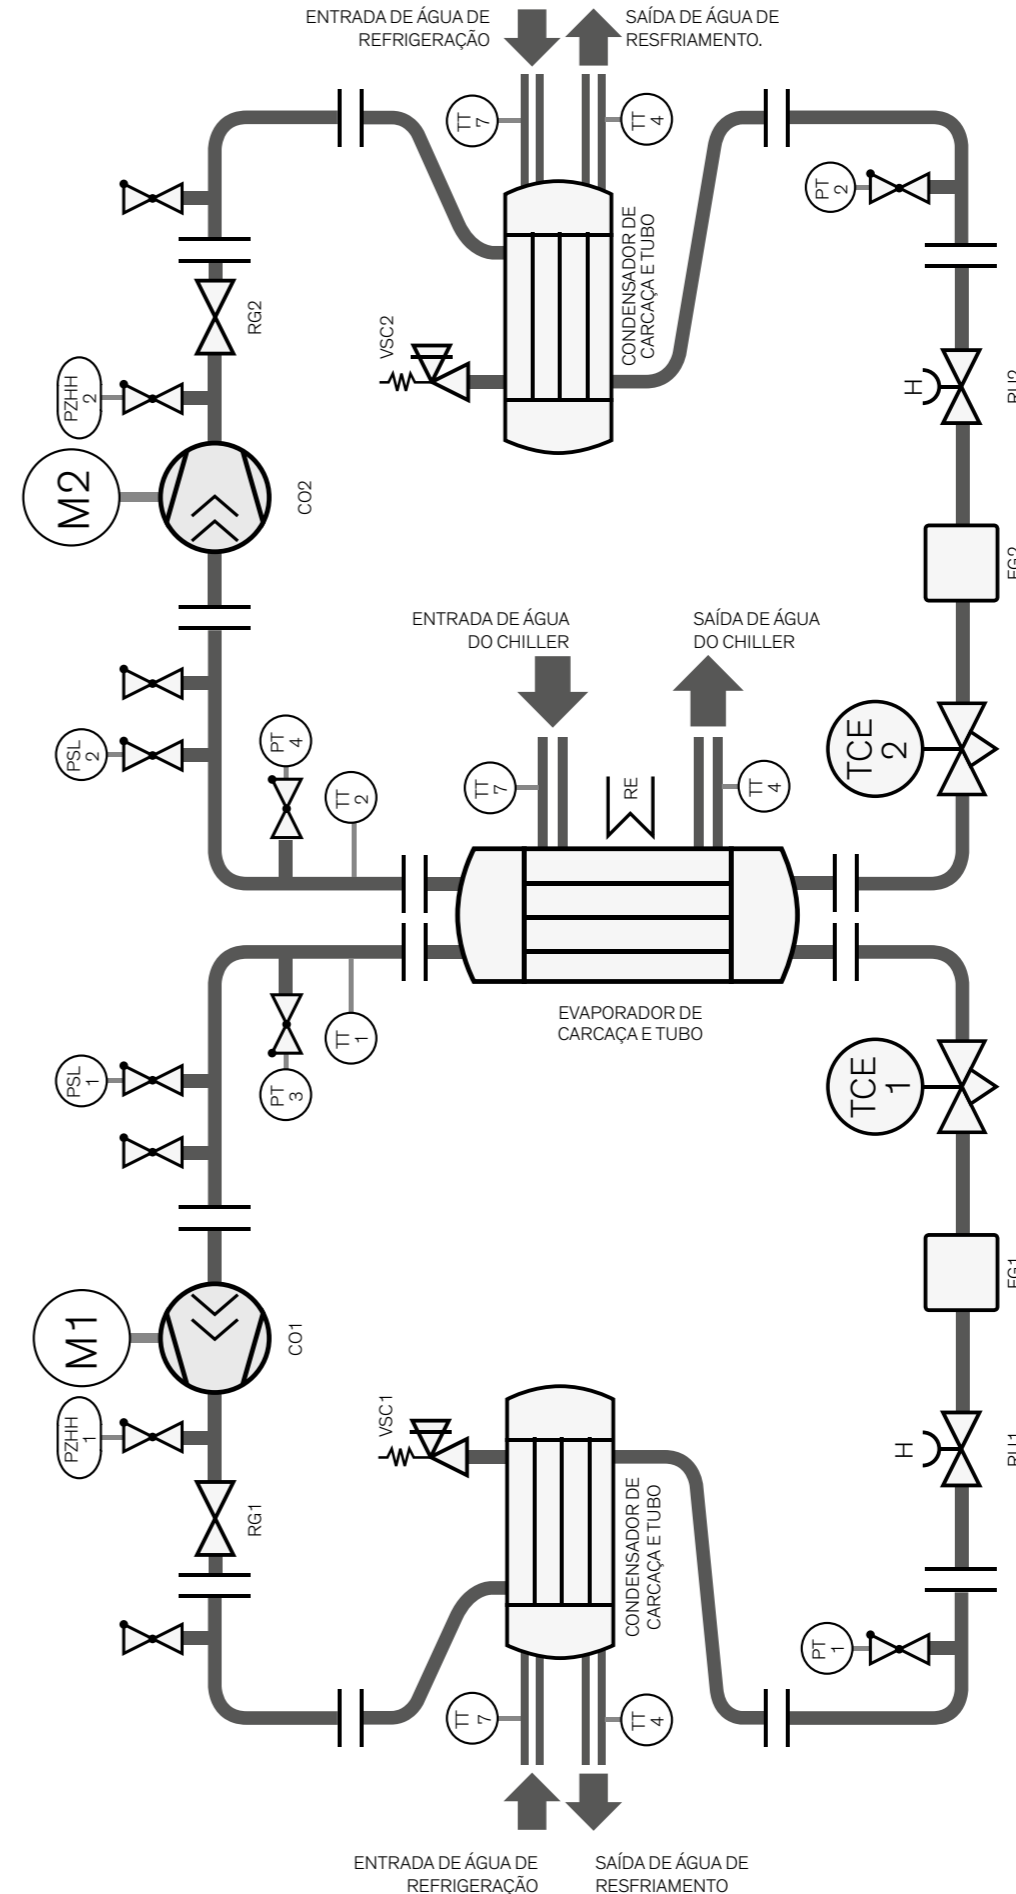 ENTRADA DE ÁGUA DE
REFRIGERAÇÃO
SAÍDA DE ÁGUA DE
RESFRIAMENTO.
TT
7
TT
4
PT
2
CONDENSADOR DE
CARCAÇA E TUBO
RG2
VSC2
PZHH
2
H
RU2
M2
CO2
ENTRADA DE ÁGUA
DO CHILLER
SAÍDA DE ÁGUA
DO CHILLER
PSL
2
PT
4
TT
2
TT
7
RE
TT
4
TCE
2
EVAPORADOR DE
CARCAÇA E TUBO
PSL
1
PT
3
TT
1
TCE
1
M1
CO1
PZHH
1
VSC1
H
RU1
RG1
CONDENSADOR DE
CARCAÇA E TUBO
PT
1
TT
7
TT
4
ENTRADA DE ÁGUA DE
REFRIGERAÇÃO
SAÍDA DE ÁGUA DE
RESFRIAMENTO